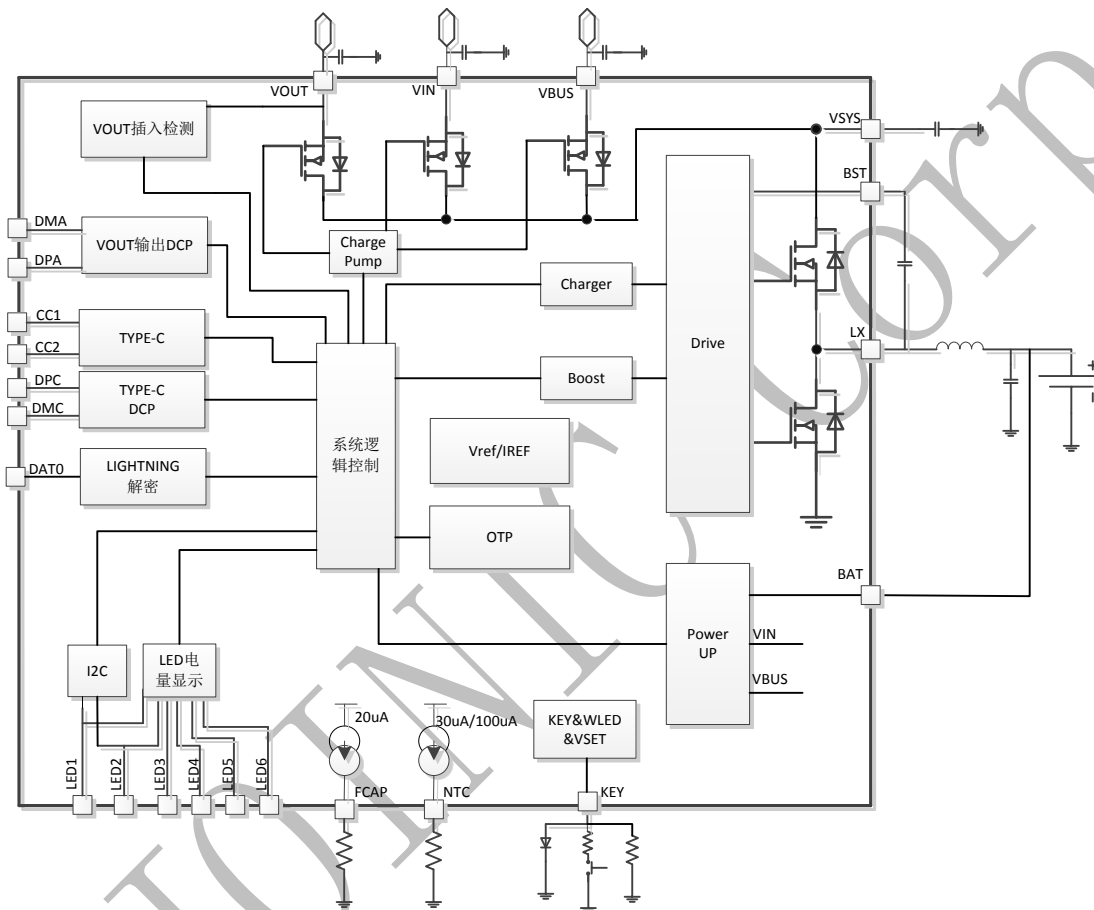 VOUT
VIN
VBUS
VSYS
VOUT插入检测
BST
DMA
VOUT输出DCP
DPA
Charge
Pump
Charger
CC1
TYPE-C
CC2
LX
Drive
DPC
TYPE-C
DCP
DMC
Boost
系统逻
辑控制
Vref/IREF
DAT0
LIGHTNING
解密
OTP
BAT
Power
UP
VIN
VBUS
I2C
LED电
量显示
20uA
30uA/100uA
KEY&WLED
&VSET
LED1
LED2
LED3
LED4
LED5
LED6
FCAP
NTC
KEY
+
INJOINIC Corp